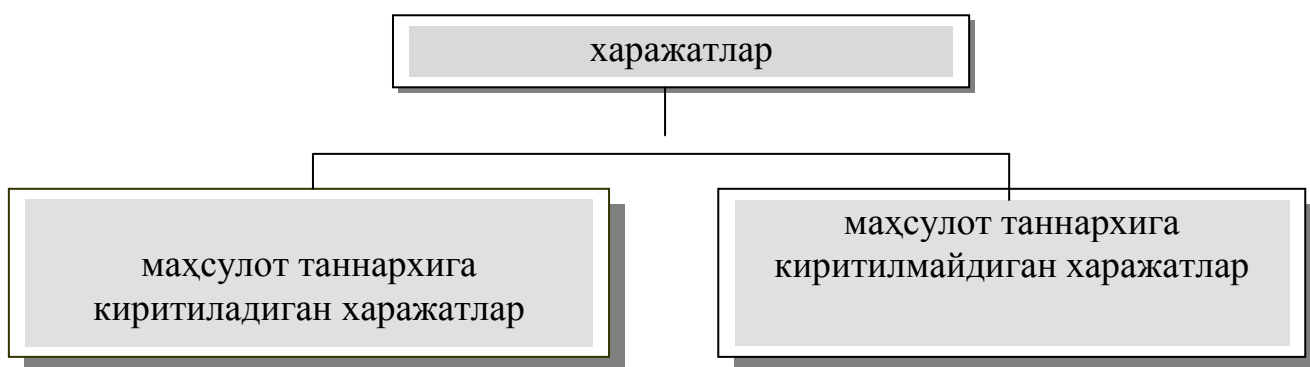 харажатлар
маҳсулот таннархига
киритиладиган харажатлар
маҳсулот таннархига
киритилмайдиган харажатлар